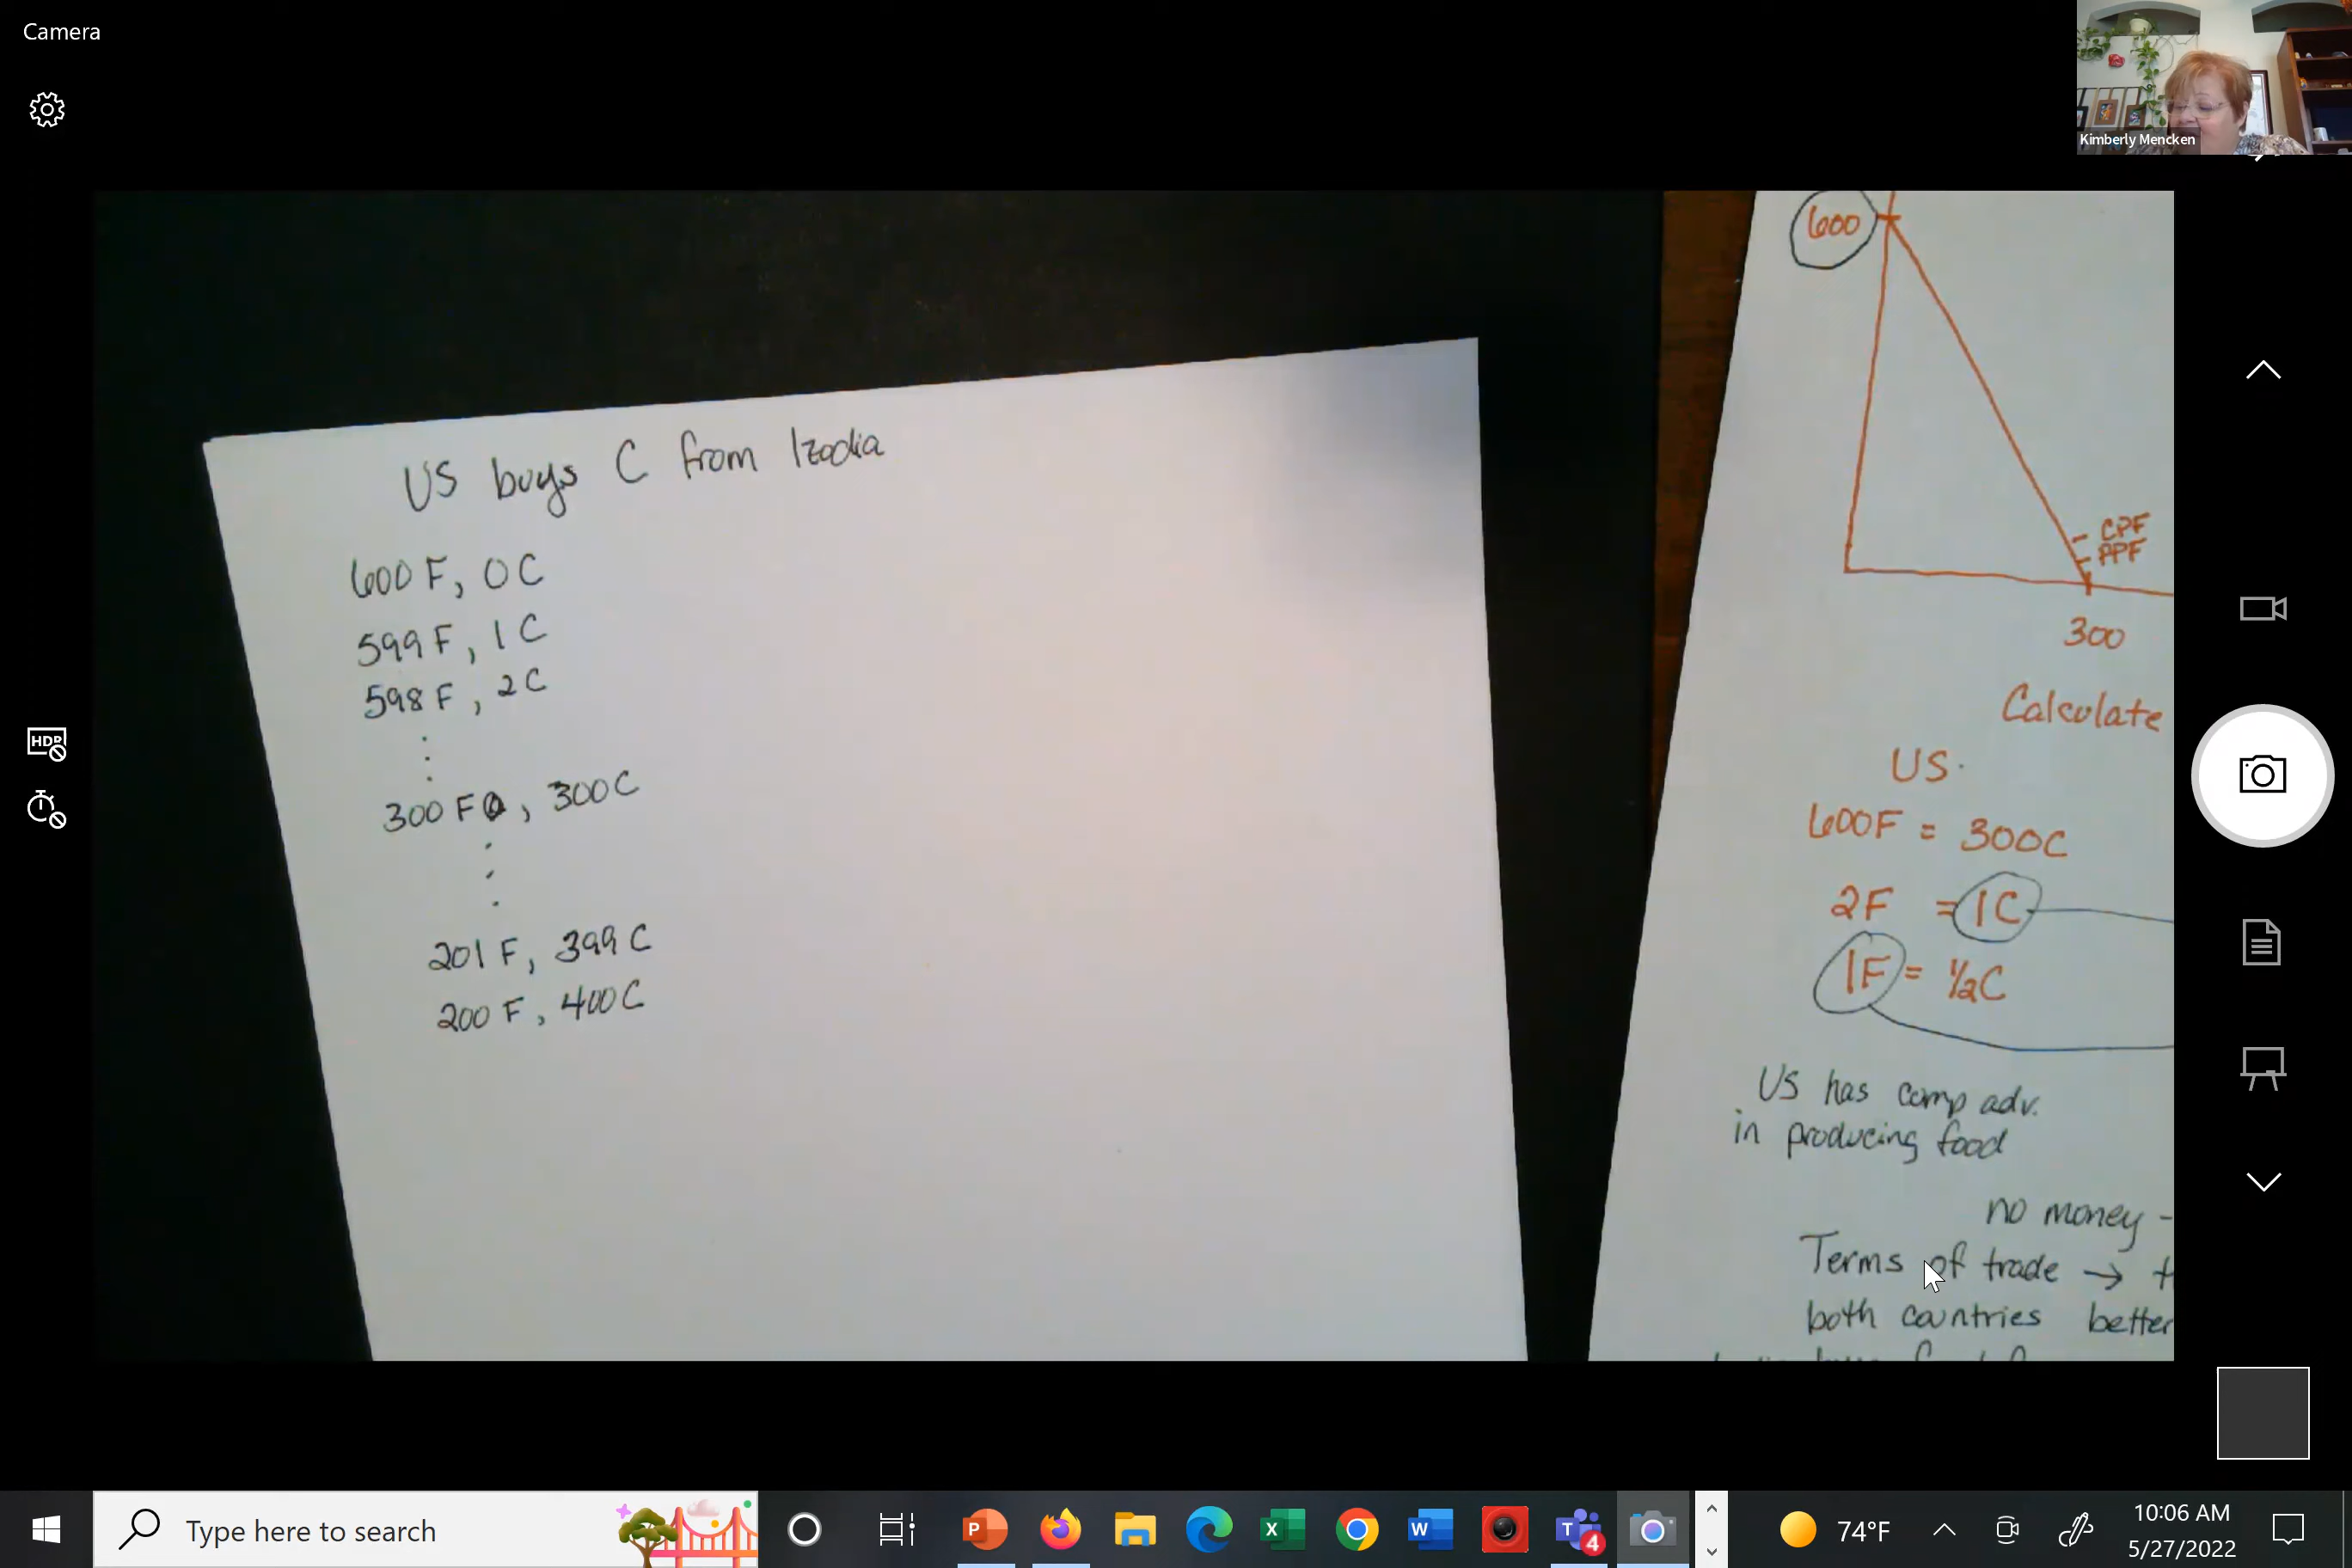 Camera
Kimberly Mencken
US buys C from Izodia
600 F, 0 C
599 F, 1 C
598 F, 2 C
300 F, 300 C
201 F, 399 C
200 F, 400 C
600
CPF
PPF
300
Calculate
US
600F = 300C
2F = 1C
1F = ½C
US has comp adv.
in producing food
no money -
Terms of trade →
both countries better
HDR
Type here to search
P
X
W
T
4
74°F
10:06 AM
5/27/2022